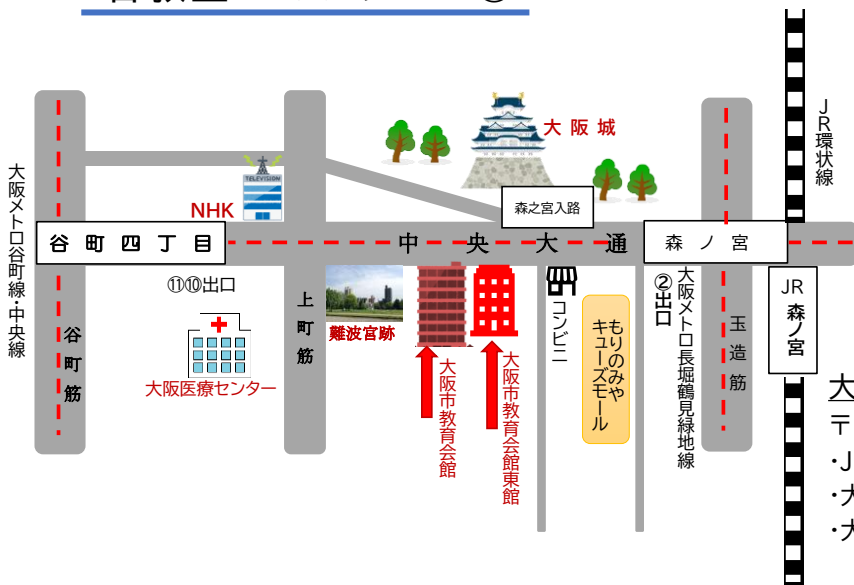 大阪城
JR環状線
TELEVISION
NHK
森之宮入路
大阪メトロ谷町線・中央線
谷町四丁目
中央大通
森ノ宮
⑪⑩出口
上町筋
難波宮跡
コンビニ
もりのみや
キューズモール
②出口
大阪メトロ長堀鶴見緑地線
玉造筋
JR
森ノ宮
谷町筋
大阪医療センター
大阪市教育会館
大阪市教育会館東館
大
〒
・J
・大
・大